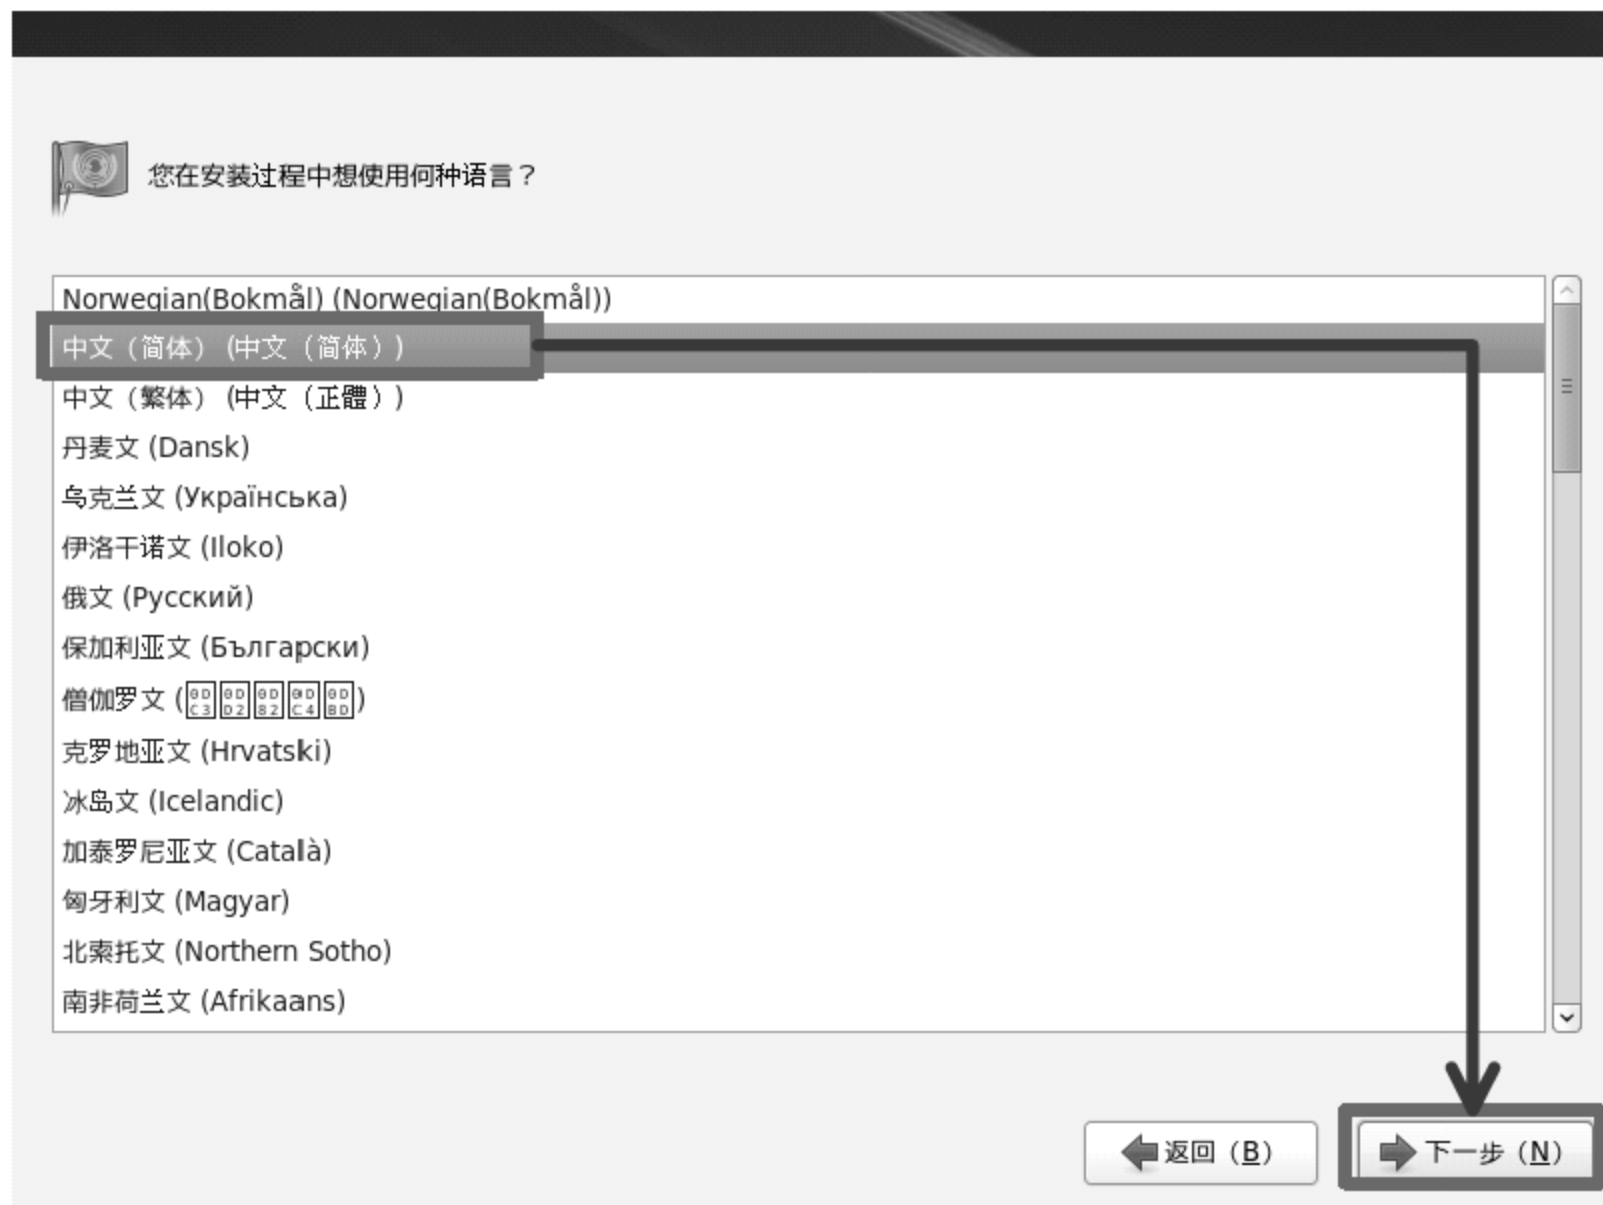 您在安装过程中想使用何种语言？
Norwegian(Bokmål) (Norwegian(Bokmål))
中文（简体） (中文（简体）)
中文（繁体） (中文（正體）)
丹麦文 (Dansk)
乌克兰文 (Українська)
伊洛干诺文 (Iloko)
俄文 (Русский)
保加利亚文 (Български)
僧伽罗文 ()
克罗地亚文 (Hrvatski)
冰岛文 (Icelandic)
加泰罗尼亚文 (Català)
匈牙利文 (Magyar)
北索托文 (Northern Sotho)
南非荷兰文 (Afrikaans)
返回（B） 下一步（N）